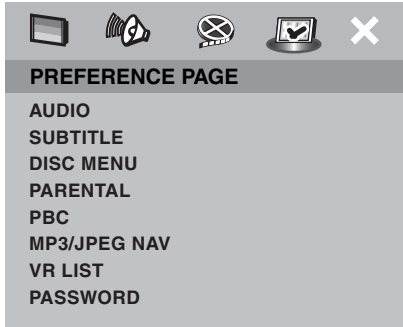 PREFERENCE PAGE
AUDIO
SUBTITLE
DISC MENU
PARENTAL
PBC
MP3/JPEG NAV
VR LIST
PASSWORD